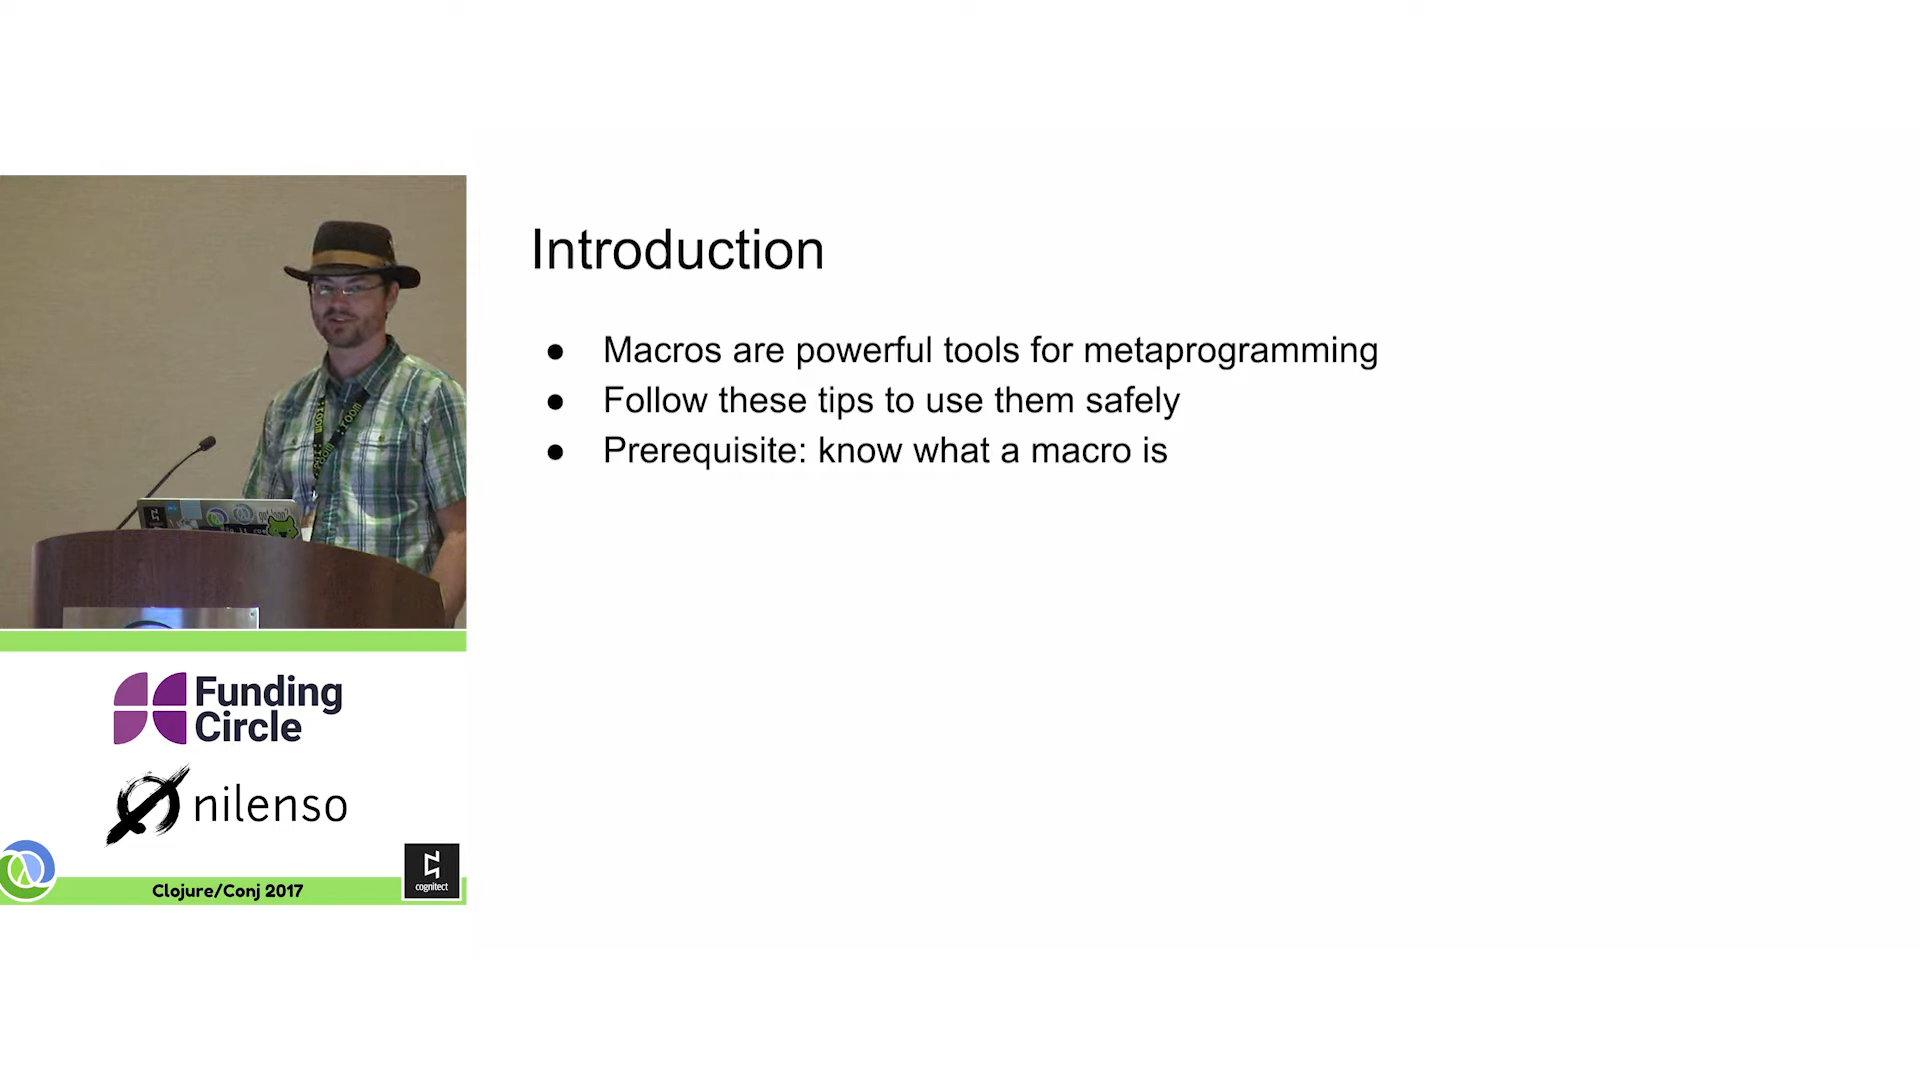 Introduction
● Macros are powerful tools for metaprogramming
● Follow these tips to use them safely
● Prerequisite: know what a macro is
Funding
Circle
nilenso
cognitect
Clojure/Conj 2017